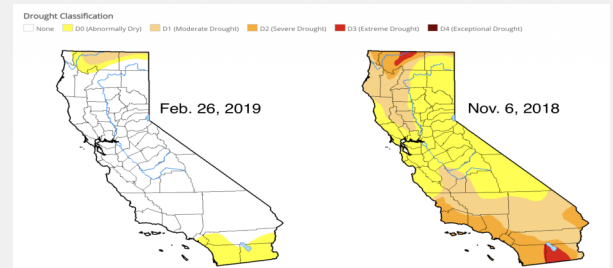 Drought Classification
None D0 (Abnormally Dry) D1 (Moderate Drought) D2 (Severe Drought) D3 (Extreme Drought) D4 (Exceptional Drought)
Feb. 26, 2019
Nov. 6, 2018